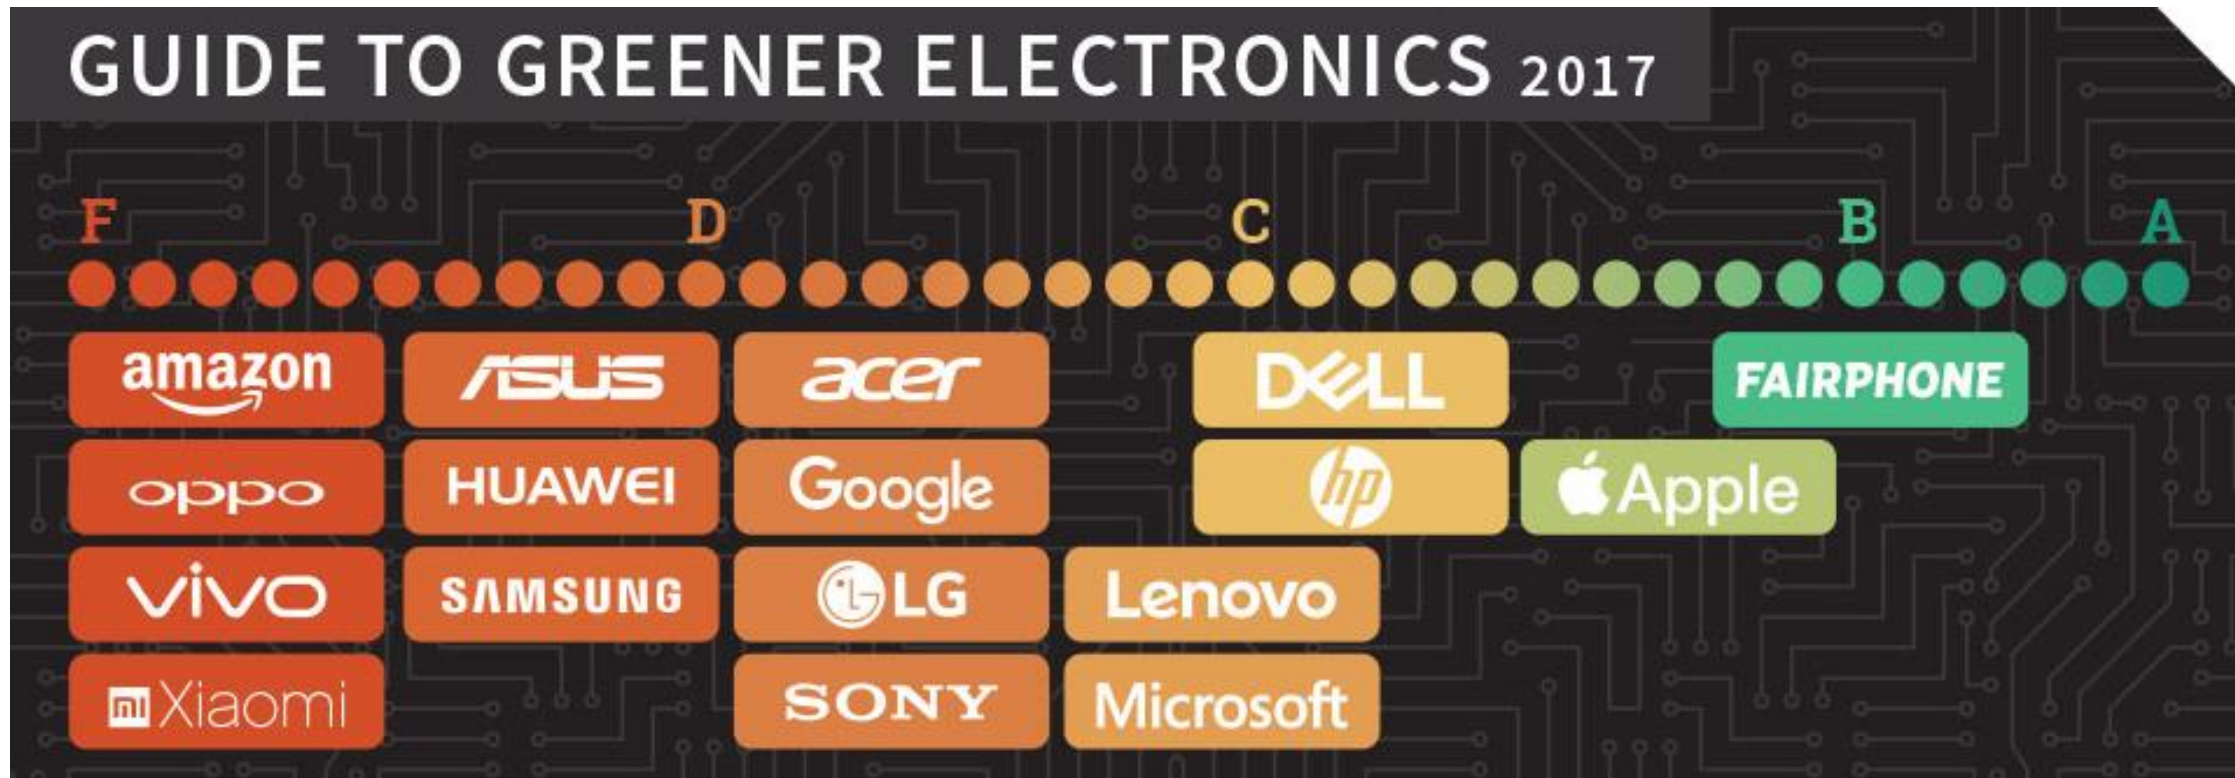 GUIDE TO GREENER ELECTRONICS 2017
F D C B A
amazon ASUS acer DELL FAIRPHONE
oppo HUAWEI Google hp Apple
vivo SAMSUNG LG Lenovo
mi Xiaomi SONY Microsoft